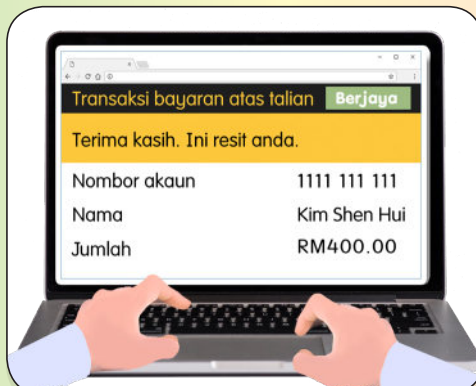 Transaksi bayaran atas talian Berjaya
Terima kasih. Ini resit anda.
Nombor akaun 1111 111 111
Nama Kim Shen Hui
Jumlah RM400.00